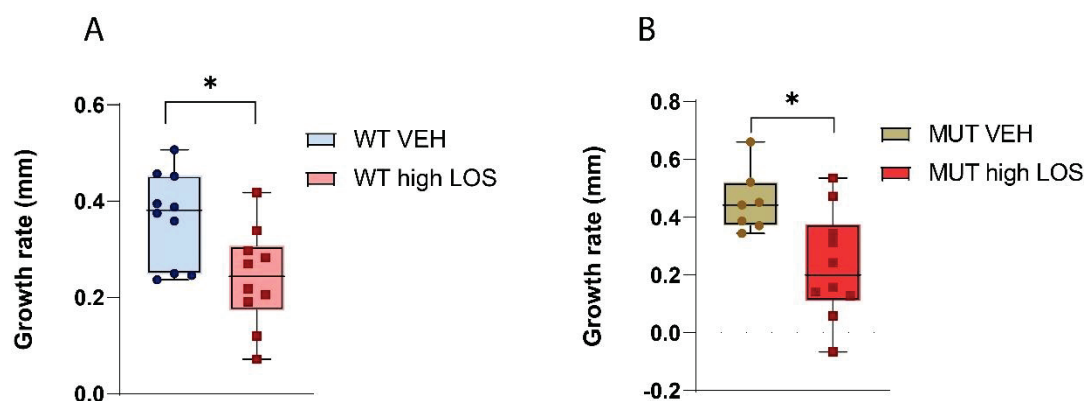 A
Growth rate (mm)
0.6
0.4
0.2
0.0
*
WT VEH
WT high LOS
B
Growth rate (mm)
0.8
0.6
0.4
0.2
0.0
-0.2
*
MUT VEH
MUT high LOS